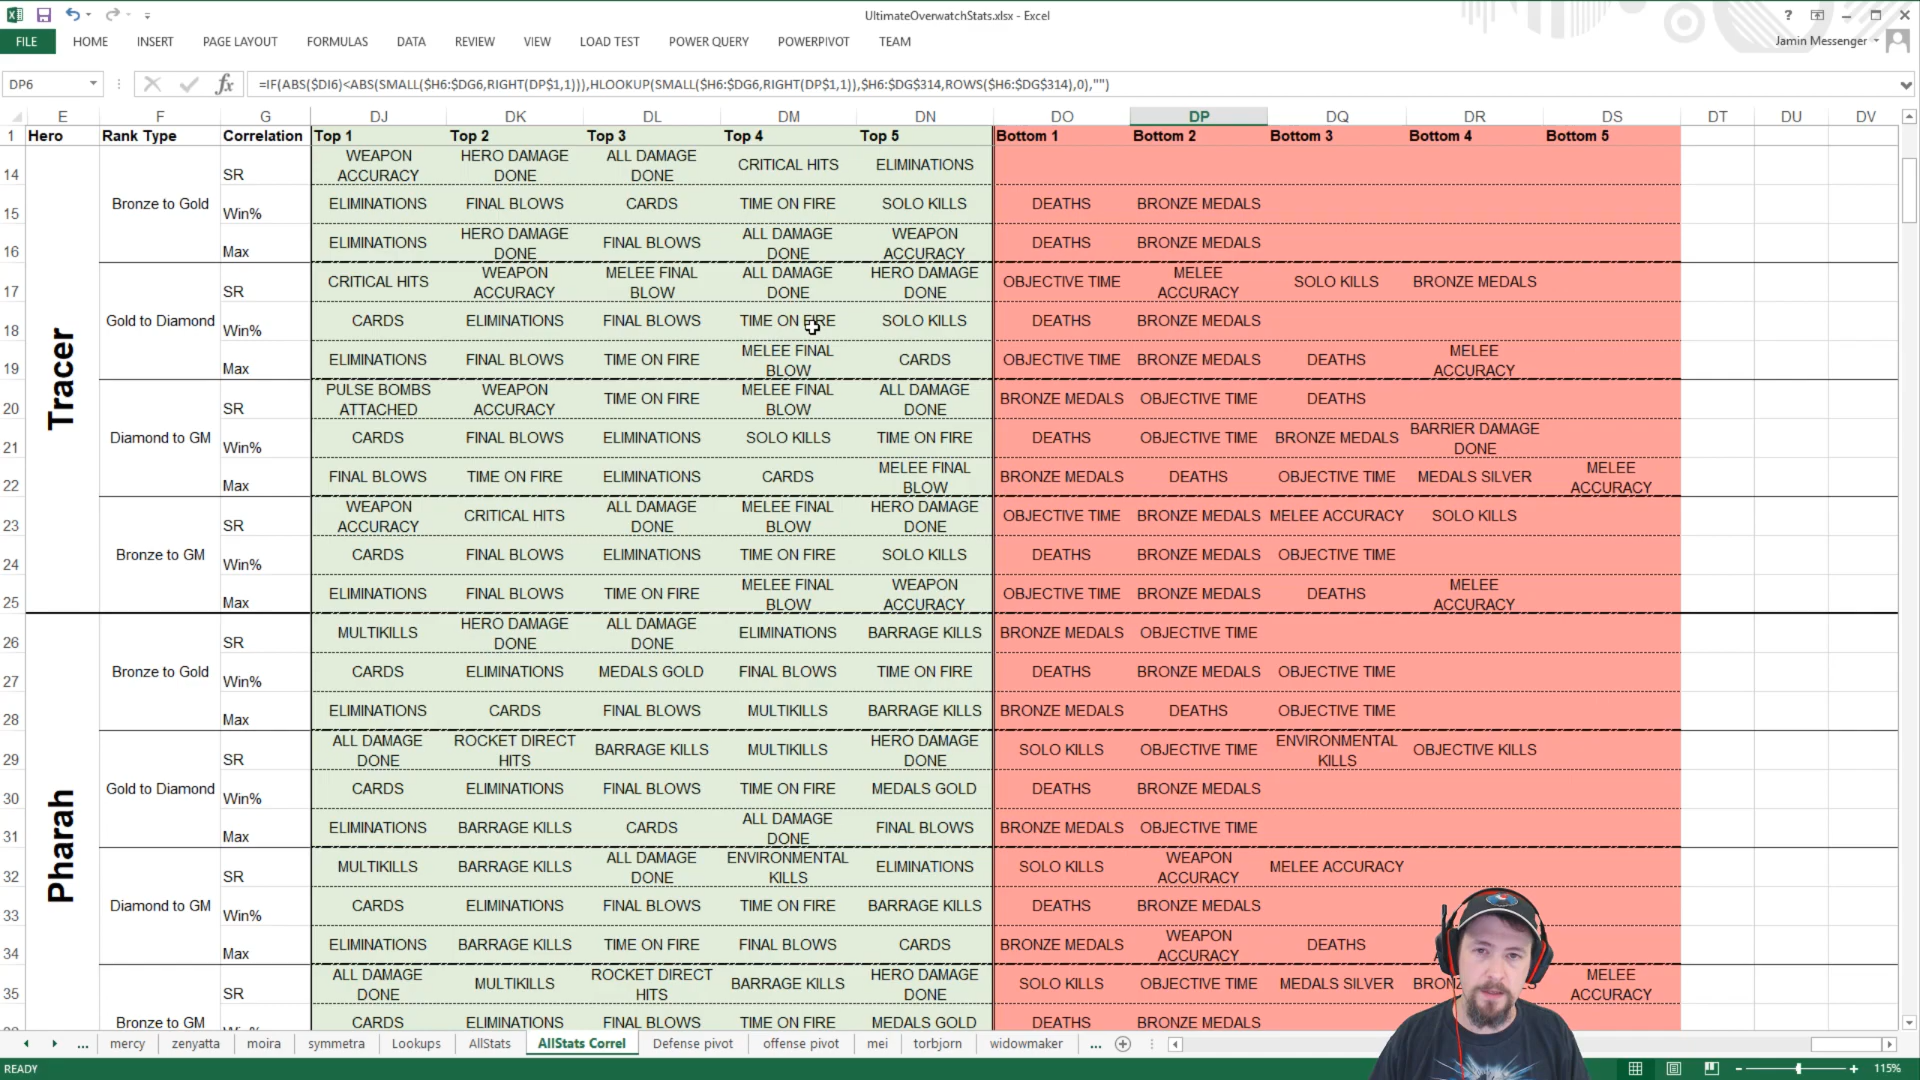 UltimateOverwatchStats.xlsx - Excel
FILE HOME INSERT PAGE LAYOUT FORMULAS DATA REVIEW VIEW LOAD TEST POWER QUERY POWERPIVOT TEAM Jamin Messenger
DP6 fx =IF(ABS($DI6)<ABS(SMALL($H6:$DG6,RIGHT(DP$1,1))),HLOOKUP(SMALL($H6:$DG6,RIGHT(DP$1,1)),$H6:$DG$314,ROWS($H6:$DG$314),0),"")
E F G DJ DK DL DM DN DO DP DQ DR DS DT DU DV
1 Hero Rank Type Correlation Top 1 Top 2 Top 3 Top 4 Top 5 Bottom 1 Bottom 2 Bottom 3 Bottom 4 Bottom 5
Tracer
Bronze to Gold
14 SR WEAPON ACCURACY HERO DAMAGE DONE ALL DAMAGE DONE CRITICAL HITS ELIMINATIONS
15 Win% ELIMINATIONS FINAL BLOWS CARDS TIME ON FIRE SOLO KILLS DEATHS BRONZE MEDALS
16 Max ELIMINATIONS HERO DAMAGE DONE FINAL BLOWS ALL DAMAGE DONE WEAPON ACCURACY DEATHS BRONZE MEDALS
Gold to Diamond
17 SR CRITICAL HITS WEAPON ACCURACY MELEE FINAL BLOW ALL DAMAGE DONE HERO DAMAGE DONE OBJECTIVE TIME MELEE ACCURACY SOLO KILLS BRONZE MEDALS
18 Win% CARDS ELIMINATIONS FINAL BLOWS TIME ON FIRE SOLO KILLS DEATHS BRONZE MEDALS
19 Max ELIMINATIONS FINAL BLOWS TIME ON FIRE MELEE FINAL BLOW CARDS OBJECTIVE TIME BRONZE MEDALS DEATHS MELEE ACCURACY
Diamond to GM
20 SR PULSE BOMBS ATTACHED WEAPON ACCURACY TIME ON FIRE MELEE FINAL BLOW ALL DAMAGE DONE BRONZE MEDALS OBJECTIVE TIME DEATHS
21 Win% CARDS FINAL BLOWS ELIMINATIONS SOLO KILLS TIME ON FIRE DEATHS OBJECTIVE TIME BRONZE MEDALS BARRIER DAMAGE DONE
22 Max FINAL BLOWS TIME ON FIRE ELIMINATIONS CARDS MELEE FINAL BLOW BRONZE MEDALS DEATHS OBJECTIVE TIME MEDALS SILVER MELEE ACCURACY
Bronze to GM
23 SR WEAPON ACCURACY CRITICAL HITS ALL DAMAGE DONE MELEE FINAL BLOW HERO DAMAGE DONE OBJECTIVE TIME BRONZE MEDALS MELEE ACCURACY SOLO KILLS
24 Win% CARDS FINAL BLOWS ELIMINATIONS TIME ON FIRE SOLO KILLS DEATHS BRONZE MEDALS OBJECTIVE TIME
25 Max ELIMINATIONS FINAL BLOWS TIME ON FIRE MELEE FINAL BLOW WEAPON ACCURACY OBJECTIVE TIME BRONZE MEDALS DEATHS MELEE ACCURACY
Pharah
Bronze to Gold
26 SR MULTIKILLS HERO DAMAGE DONE ALL DAMAGE DONE ELIMINATIONS BARRAGE KILLS BRONZE MEDALS OBJECTIVE TIME
27 Win% CARDS ELIMINATIONS MEDALS GOLD FINAL BLOWS TIME ON FIRE DEATHS BRONZE MEDALS OBJECTIVE TIME
28 Max ELIMINATIONS CARDS FINAL BLOWS MULTIKILLS BARRAGE KILLS BRONZE MEDALS DEATHS OBJECTIVE TIME
Gold to Diamond
29 SR ALL DAMAGE DONE ROCKET DIRECT HITS BARRAGE KILLS MULTIKILLS HERO DAMAGE DONE SOLO KILLS OBJECTIVE TIME ENVIRONMENTAL KILLS OBJECTIVE KILLS
30 Win% CARDS ELIMINATIONS FINAL BLOWS TIME ON FIRE MEDALS GOLD DEATHS BRONZE MEDALS
31 Max ELIMINATIONS BARRAGE KILLS CARDS ALL DAMAGE DONE FINAL BLOWS BRONZE MEDALS OBJECTIVE TIME
Diamond to GM
32 SR MULTIKILLS BARRAGE KILLS ALL DAMAGE DONE ENVIRONMENTAL KILLS ELIMINATIONS SOLO KILLS WEAPON ACCURACY MELEE ACCURACY
33 Win% CARDS ELIMINATIONS FINAL BLOWS TIME ON FIRE BARRAGE KILLS DEATHS BRONZE MEDALS
34 Max ELIMINATIONS BARRAGE KILLS TIME ON FIRE FINAL BLOWS CARDS BRONZE MEDALS WEAPON ACCURACY DEATHS
Bronze to GM
35 SR ALL DAMAGE DONE MULTIKILLS ROCKET DIRECT HITS BARRAGE KILLS HERO DAMAGE DONE SOLO KILLS OBJECTIVE TIME MEDALS SILVER MELEE ACCURACY
CARDS ELIMINATIONS FINAL BLOWS TIME ON FIRE MEDALS GOLD DEATHS BRONZE MEDALS
... mercy zenyatta moira symmetra Lookups AllStats AllStats Correl Defense pivot offense pivot mei torbjorn widowmaker ...
READY 115%